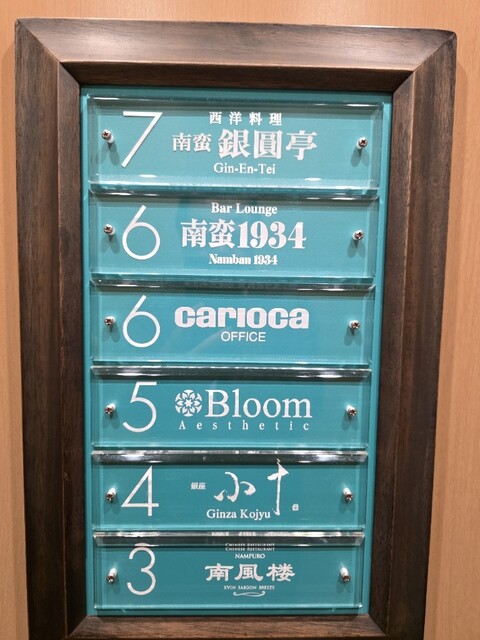 7
西洋料理
南蛮 銀圓亭
Gin-En-Tei
6
Bar Lounge
南蛮1934
Namban 1934
6
carioca
OFFICE
5
Bloom
Aesthetic
4
銀座 小十
Ginza Kojyu
3
CHINESE RESTAURANT
NAMPURO
南風楼